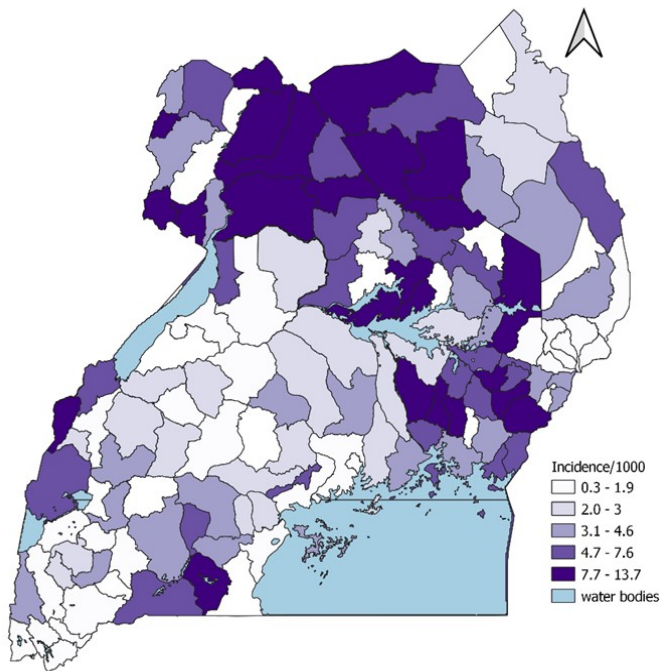 Incidence/1000
0.3 - 1.9
2.0 - 3
3.1 - 4.6
4.7 - 7.6
7.7 - 13.7
water bodies